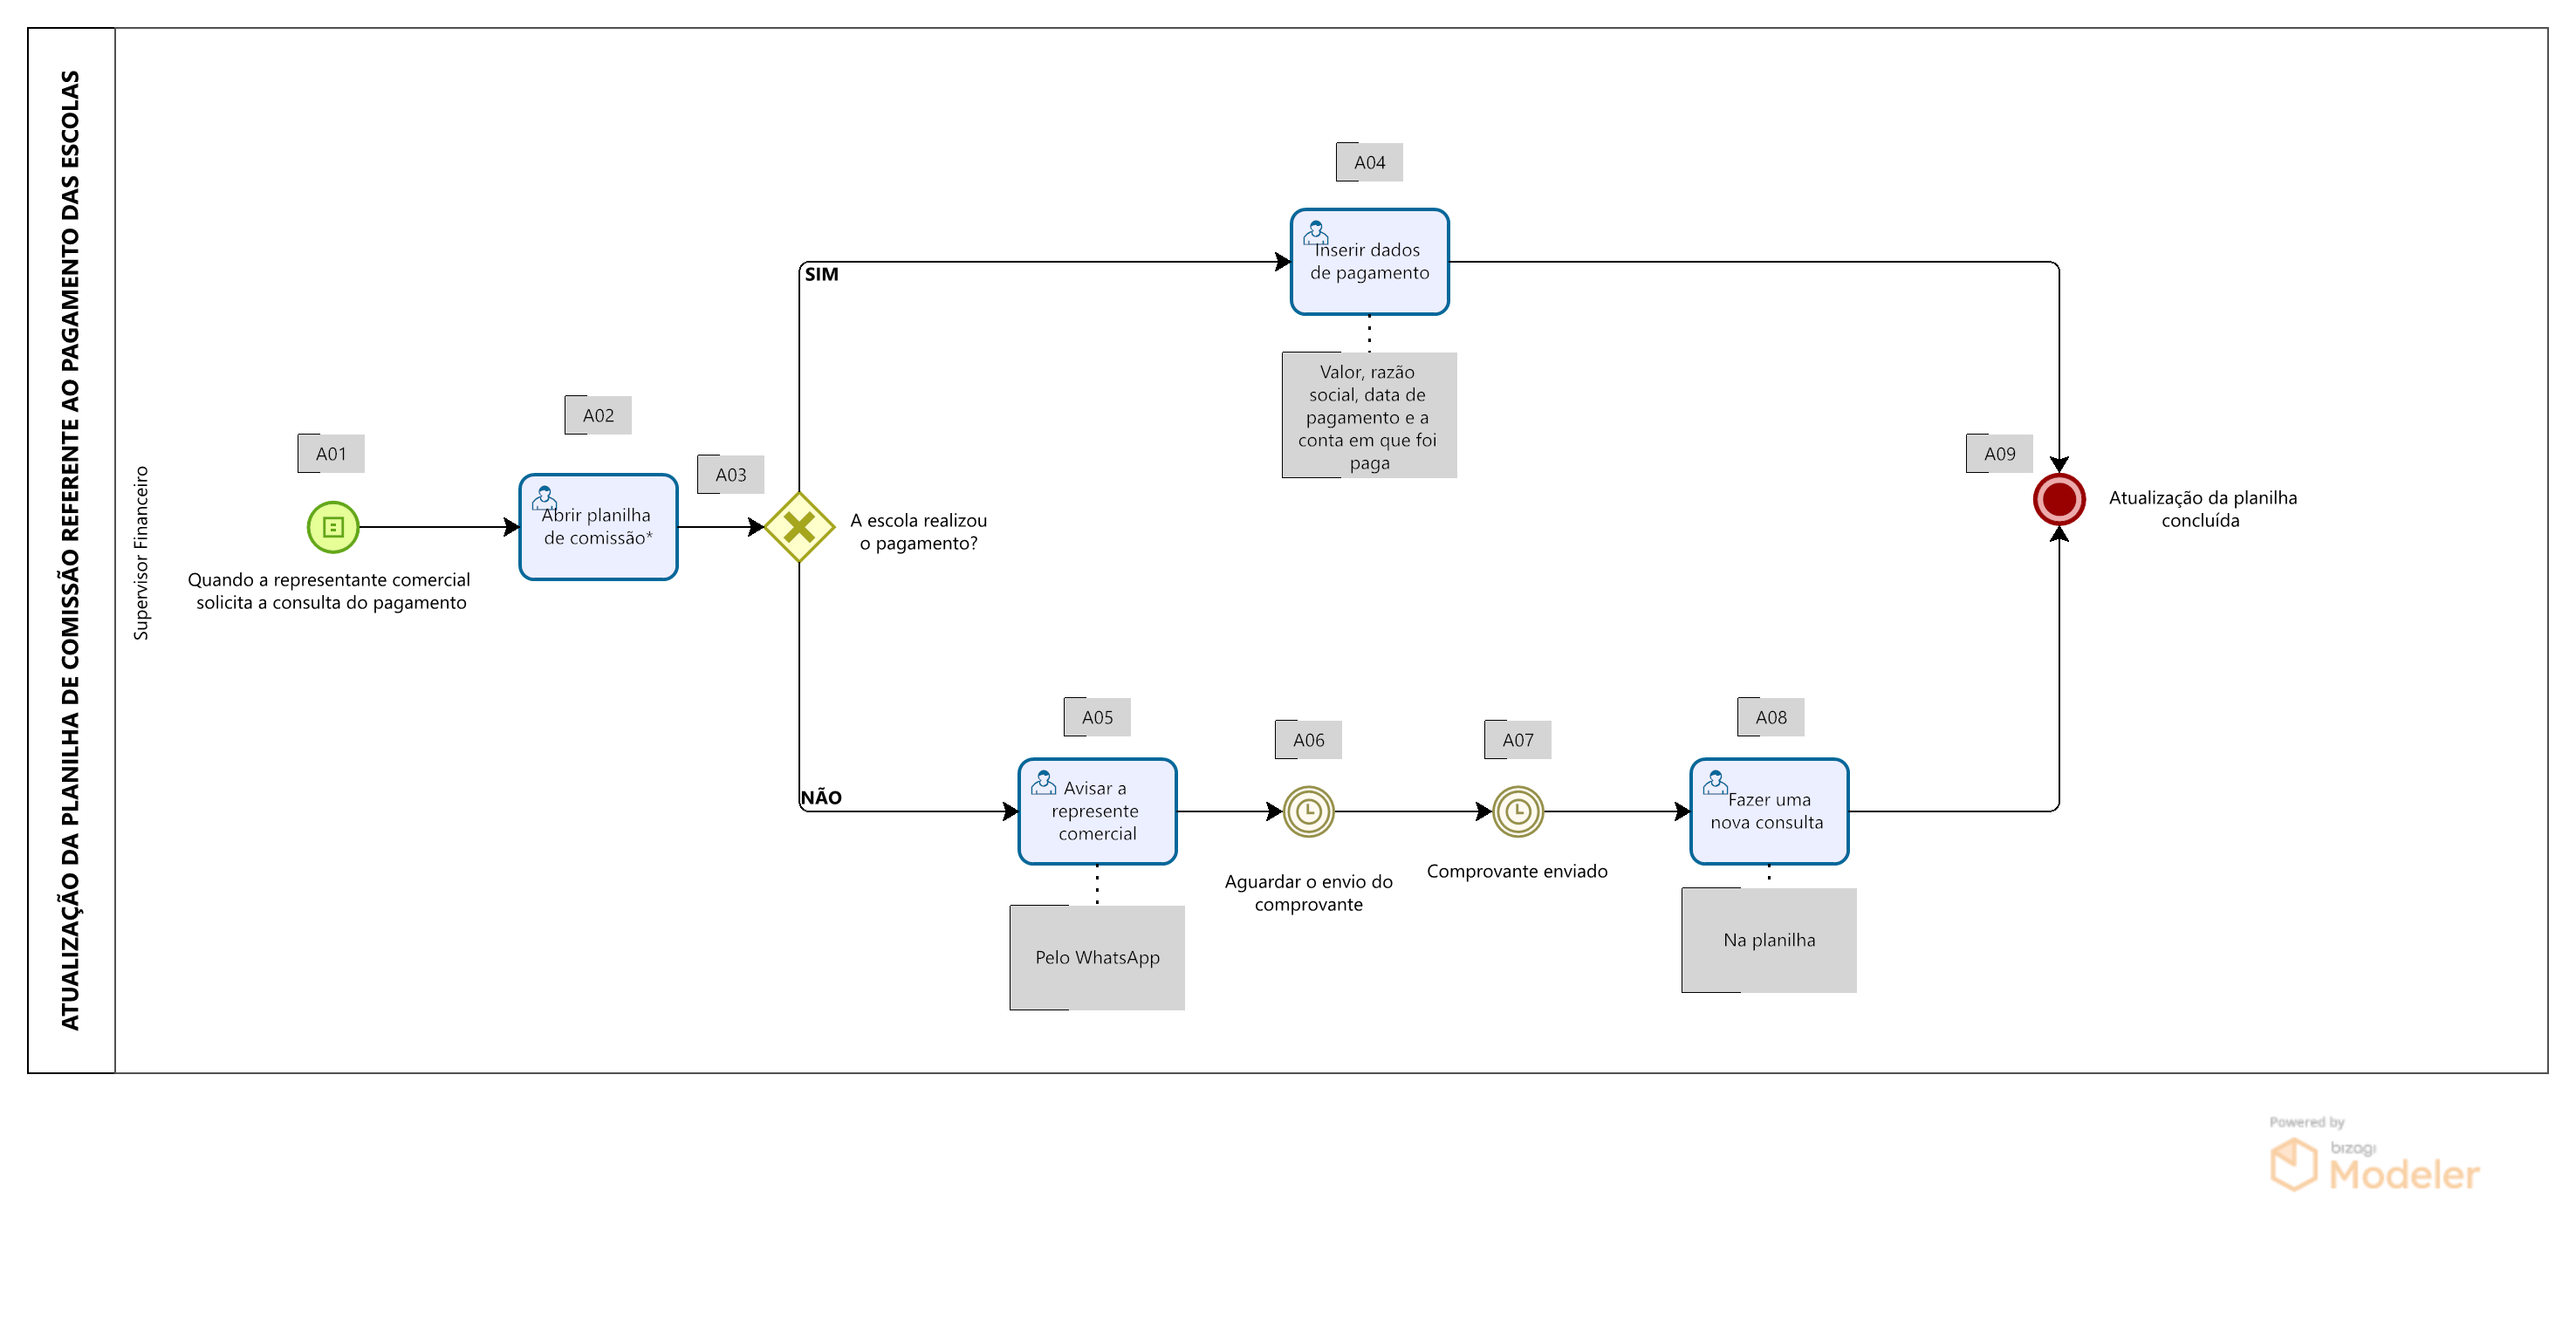 ATUALIZAÇÃO DA PLANILHA DE COMISSÃO REFERENTE AO PAGAMENTO DAS ESCOLAS
Supervisor Financeiro
A01
Quando a representante comercial
solicita a consulta do pagamento
A02
Abrir planilha
de comissão*
A03
A escola realizou
o pagamento?
SIM
A04
Inserir dados
de pagamento
Valor, razão
social, data de
pagamento e a
conta em que foi
paga
NÃO
A05
Avisar a
represente
comercial
Pelo WhatsApp
A06
Aguardar o envio do
comprovante
A07
Comprovante enviado
A08
Fazer uma
nova consulta
Na planilha
A09
Atualização da planilha
concluída
Powered by
bizagi
Modeler